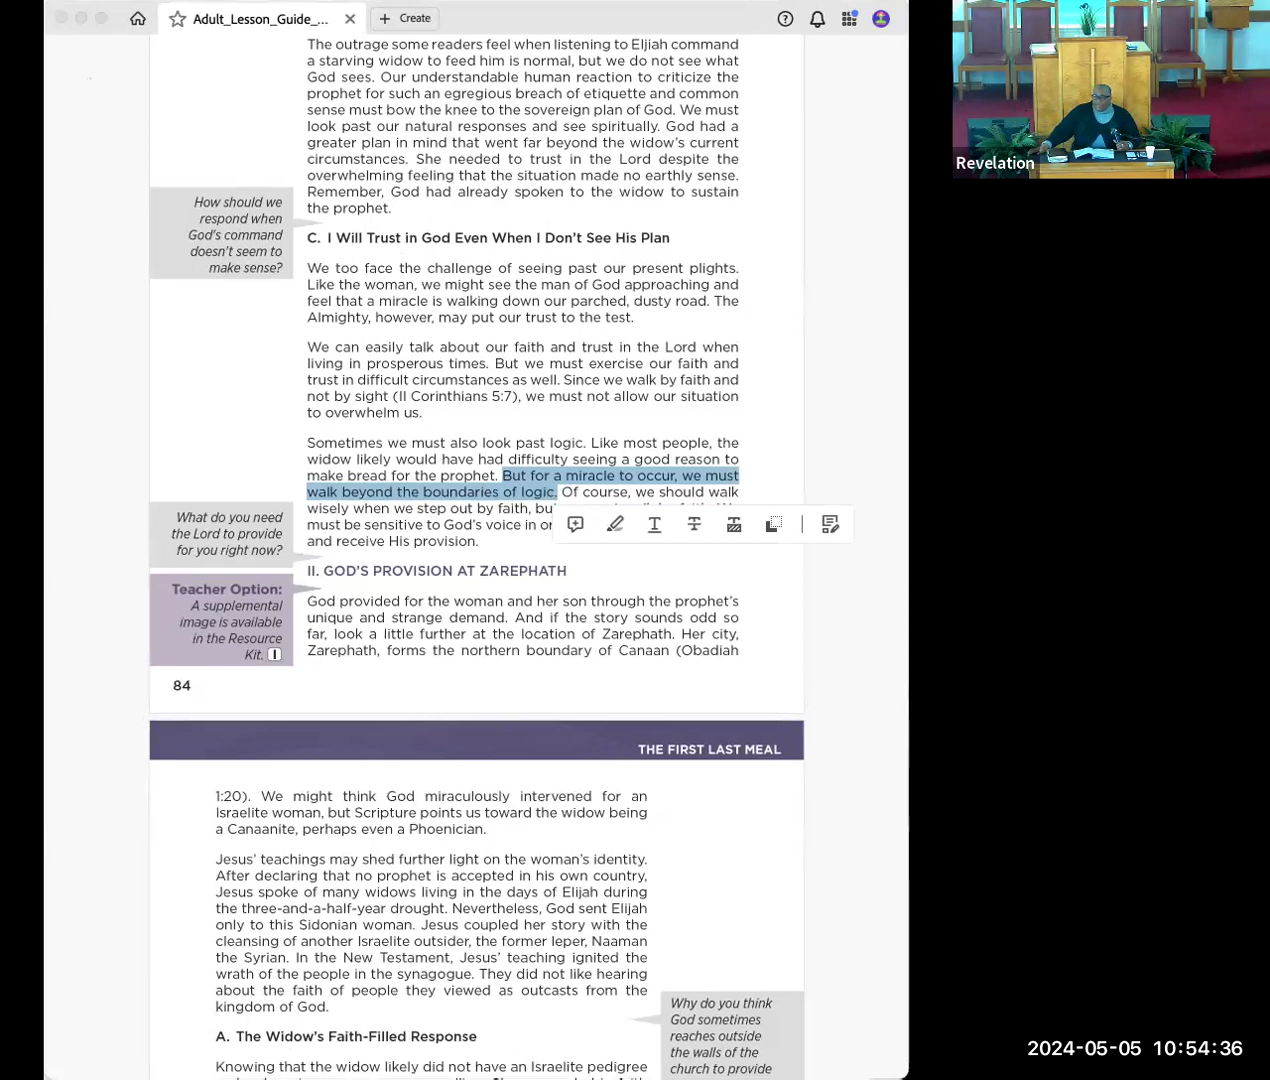 Adult_Lesson_Guide_...
Create
The outrage some readers feel when listening to Elijah command
a starving widow to feed him is normal, but we do not see what
God sees. Our understandable human reaction to criticize the
prophet for such an egregious breach of etiquette and common
sense must bow the knee to the sovereign plan of God. We must
look past our natural responses and see spiritually. God had a
greater plan in mind that went far beyond the widow's current
circumstances. She needed to trust in the Lord despite the
overwhelming feeling that the situation made no earthly sense.
Remember, God had already spoken to the widow to sustain
the prophet.
How should we
respond when
God's command
doesn't seem to
make sense?
C. I Will Trust in God Even When I Don't See His Plan
We too face the challenge of seeing past our present plights.
Like the woman, we might see the man of God approaching and
feel that a miracle is walking down our parched, dusty road. The
Almighty, however, may put our trust to the test.
We can easily talk about our faith and trust in the Lord when
living in prosperous times. But we must exercise our faith and
trust in difficult circumstances as well. Since we walk by faith and
not by sight (II Corinthians 5:7), we must not allow our situation
to overwhelm us.
Sometimes we must also look past logic. Like most people, the
widow likely would have had difficulty seeing a good reason to
make bread for the prophet. But for a miracle to occur, we must
walk beyond the boundaries of logic. Of course, we should walk
wisely when we step out by faith,
must be sensitive to God's voice in
and receive His provision.
What do you need
the Lord to provide
for you right now?
II. GOD'S PROVISION AT ZAREPHATH
Teacher Option:
A supplemental
image is available
in the Resource
Kit. I
God provided for the woman and her son through the prophet's
unique and strange demand. And if the story sounds odd so
far, look a little further at the location of Zarephath. Her city,
Zarephath, forms the northern boundary of Canaan (Obadiah
84
THE FIRST LAST MEAL
1:20). We might think God miraculously intervened for an
Israelite woman, but Scripture points us toward the widow being
a Canaanite, perhaps even a Phoenician.
Jesus' teachings may shed further light on the woman's identity.
After declaring that no prophet is accepted in his own country,
Jesus spoke of many widows living in the days of Elijah during
the three-and-a-half-year drought. Nevertheless, God sent Elijah
only to this Sidonian woman. Jesus coupled her story with the
cleansing of another Israelite outsider, the former leper, Naaman
the Syrian. In the New Testament, Jesus' teaching ignited the
wrath of the people in the synagogue. They did not like hearing
about the faith of people they viewed as outcasts from the
kingdom of God.
Why do you think
God sometimes
reaches outside
the walls of the
church to provide
A. The Widow's Faith-Filled Response
Knowing that the widow likely did not have an Israelite pedigree
Revelation
2024-05-05 10:54:36